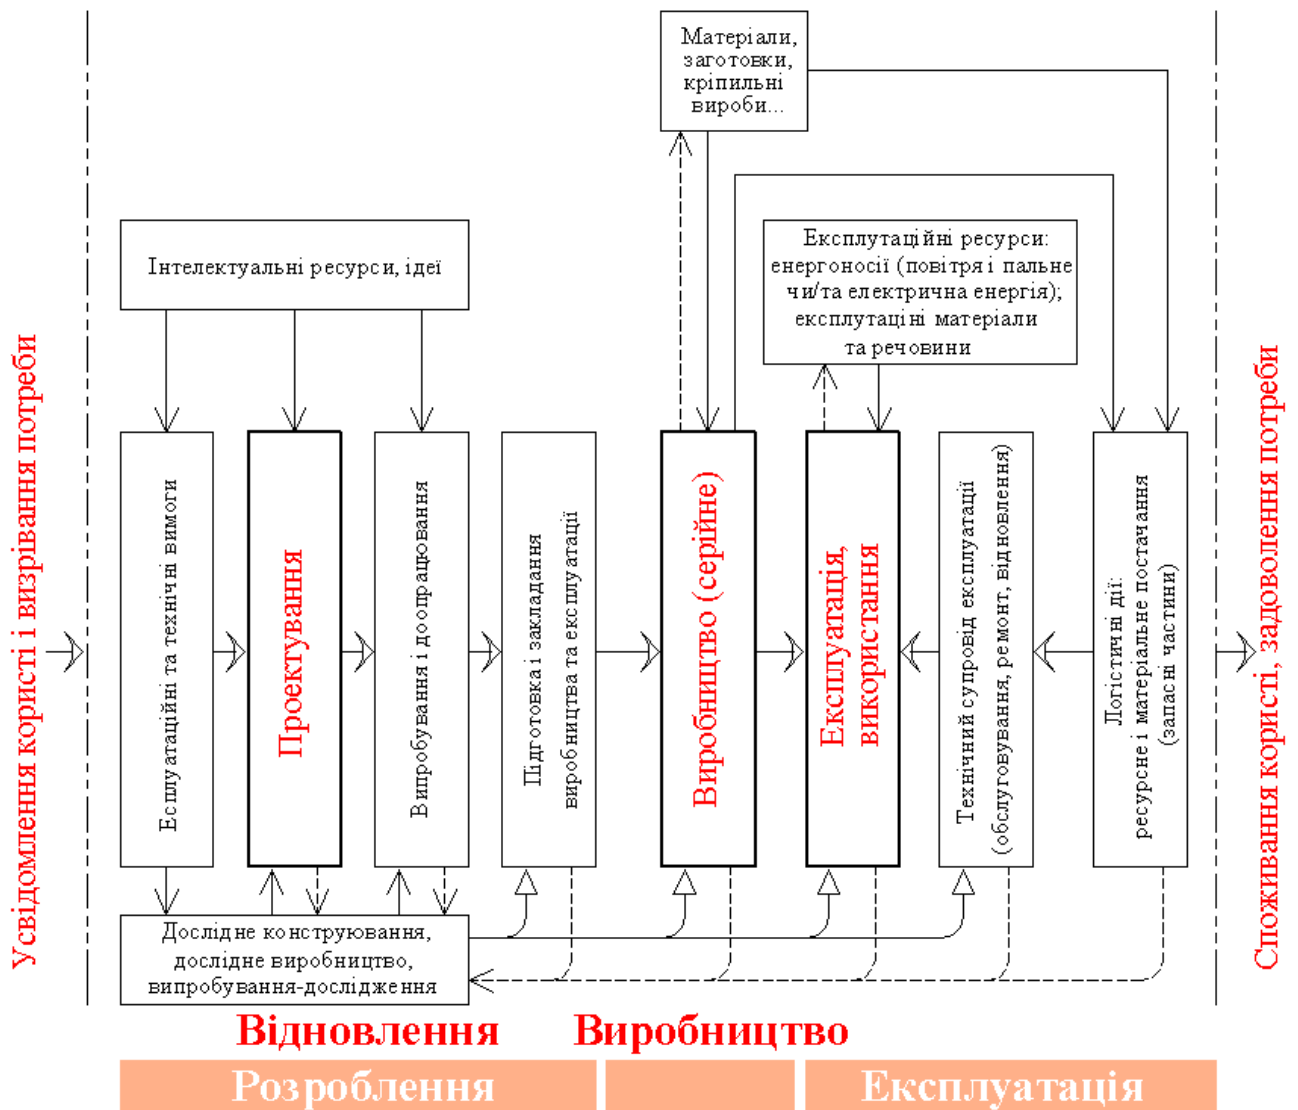 Матеріали,
заготовки,
кріпильні
вироби...
Інтелектуальні ресурси, ідеї
Експлутаційні ресурси:
енергоносії (повітря і пальне
чи/та електрична енергія);
експлутаціні матеріали
та речовини
Усвідомлення користі і визрівання потреби
Есплуатаційні та технічні вимоги
Проектування
Випробування і доопрацювання
Підготовка і закладання
виробництва та експлуатації
Виробництво (серійне)
Експлуатація,
використання
Технічний супровід експлуатації
(обслуговування, ремонт, відновлення)
Логістичні дії:
ресурсне і матеріальне постачання
(запасні частини)
Споживання користі, задоволення потреби
Дослідне конструювання,
дослідне виробництво,
випробування-дослідження
Відновлення
Виробництво
Розроблення
Експлуатація